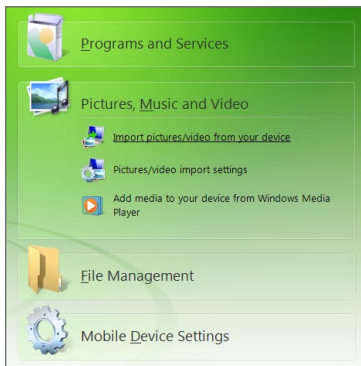 Programs and Services
Pictures, Music and Video
Import pictures/video from your device
Pictures/video import settings
Add media to your device from Windows Media
Player
File Management
Mobile Device Settings